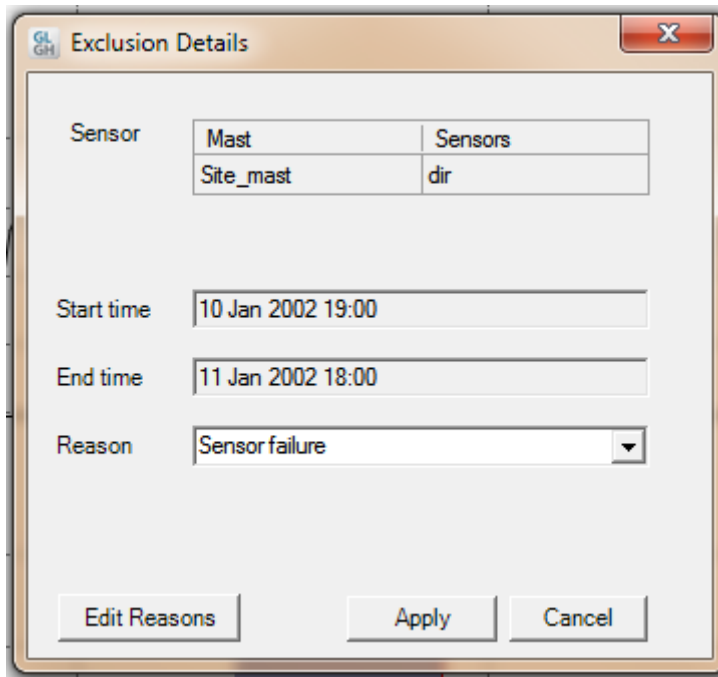 GL GH Exclusion Details
Sensor
Mast Sensors
Site_mast dir
Start time 10 Jan 2002 19:00
End time 11 Jan 2002 18:00
Reason Sensor failure
Edit Reasons Apply Cancel